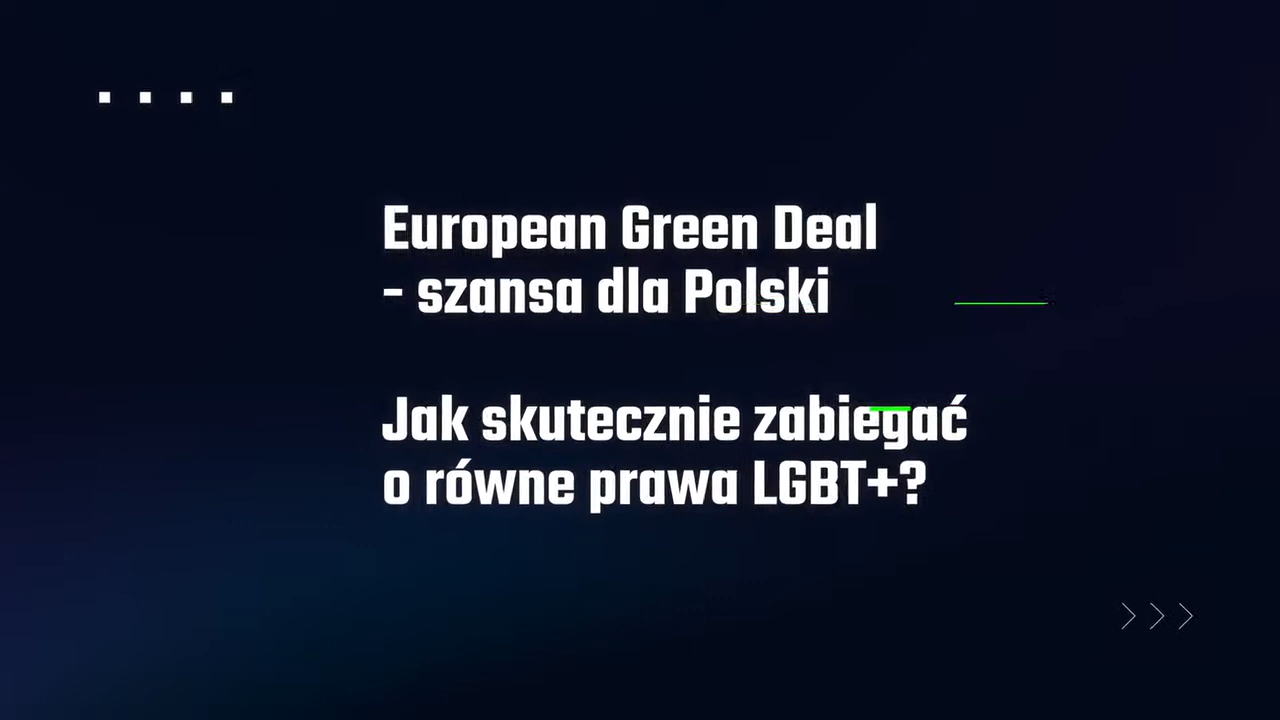 European Green Deal
- szansa dla Polski
Jak skutecznie zabiegać
o równe prawa LGBT+?